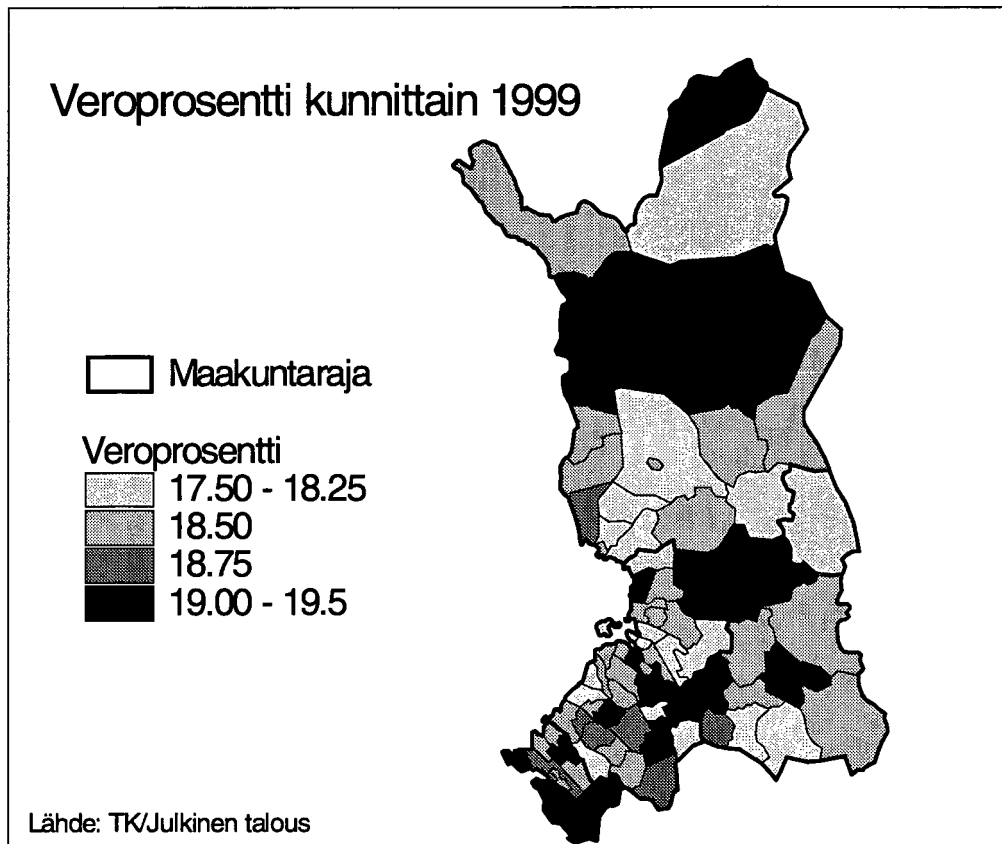 Veroprosentti kunnittain 1999
Maakuntaraja
Veroprosentti
17.50 - 18.25
18.50
18.75
19.00 - 19.5
Lähde: TK/Julkinen talous